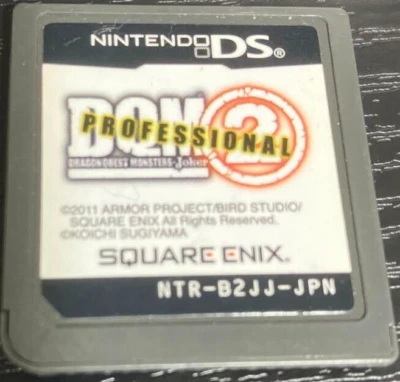 NINTENDO DS®
DQM 2
PROFESSIONAL
DRAGON QUEST MONSTERS-Joker
©2011 ARMOR PROJECT/BIRD STUDIO/
SQUARE ENIX All Rights Reserved.
©KOICHI SUGIYAMA
SQUARE ENIX.
NTR-B2JJ-JPN